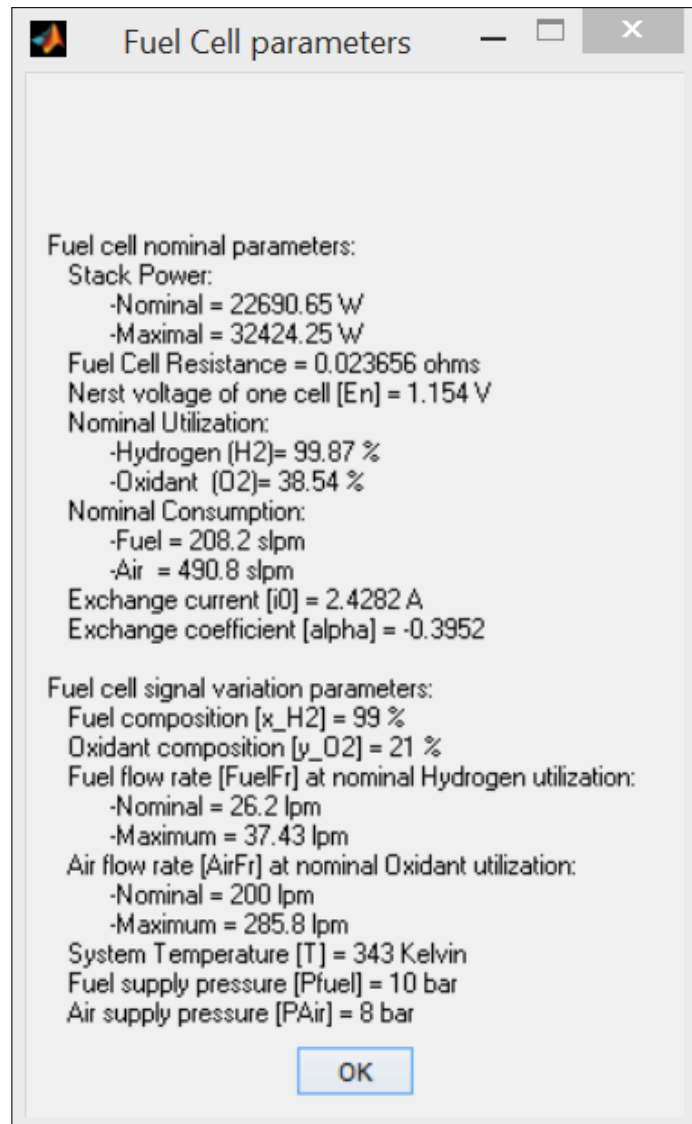 Fuel Cell parameters
Fuel cell nominal parameters:
Stack Power:
-Nominal = 22690.65 W
-Maximal = 32424.25 W
Fuel Cell Resistance = 0.023656 ohms
Nerst voltage of one cell [En] = 1.154 V
Nominal Utilization:
-Hydrogen (H2)= 99.87 %
-Oxidant (O2)= 38.54 %
Nominal Consumption:
-Fuel = 208.2 slpm
-Air = 490.8 slpm
Exchange current [i0] = 2.4282 A
Exchange coefficient [alpha] = -0.3952
Fuel cell signal variation parameters:
Fuel composition [x_H2] = 99 %
Oxidant composition [y_O2] = 21 %
Fuel flow rate [FuelFr] at nominal Hydrogen utilization:
-Nominal = 26.2 lpm
-Maximum = 37.43 lpm
Air flow rate [AirFr] at nominal Oxidant utilization:
-Nominal = 200 lpm
-Maximum = 285.8 lpm
System Temperature [T] = 343 Kelvin
Fuel supply pressure [Pfuel] = 10 bar
Air supply pressure [PAir] = 8 bar
OK